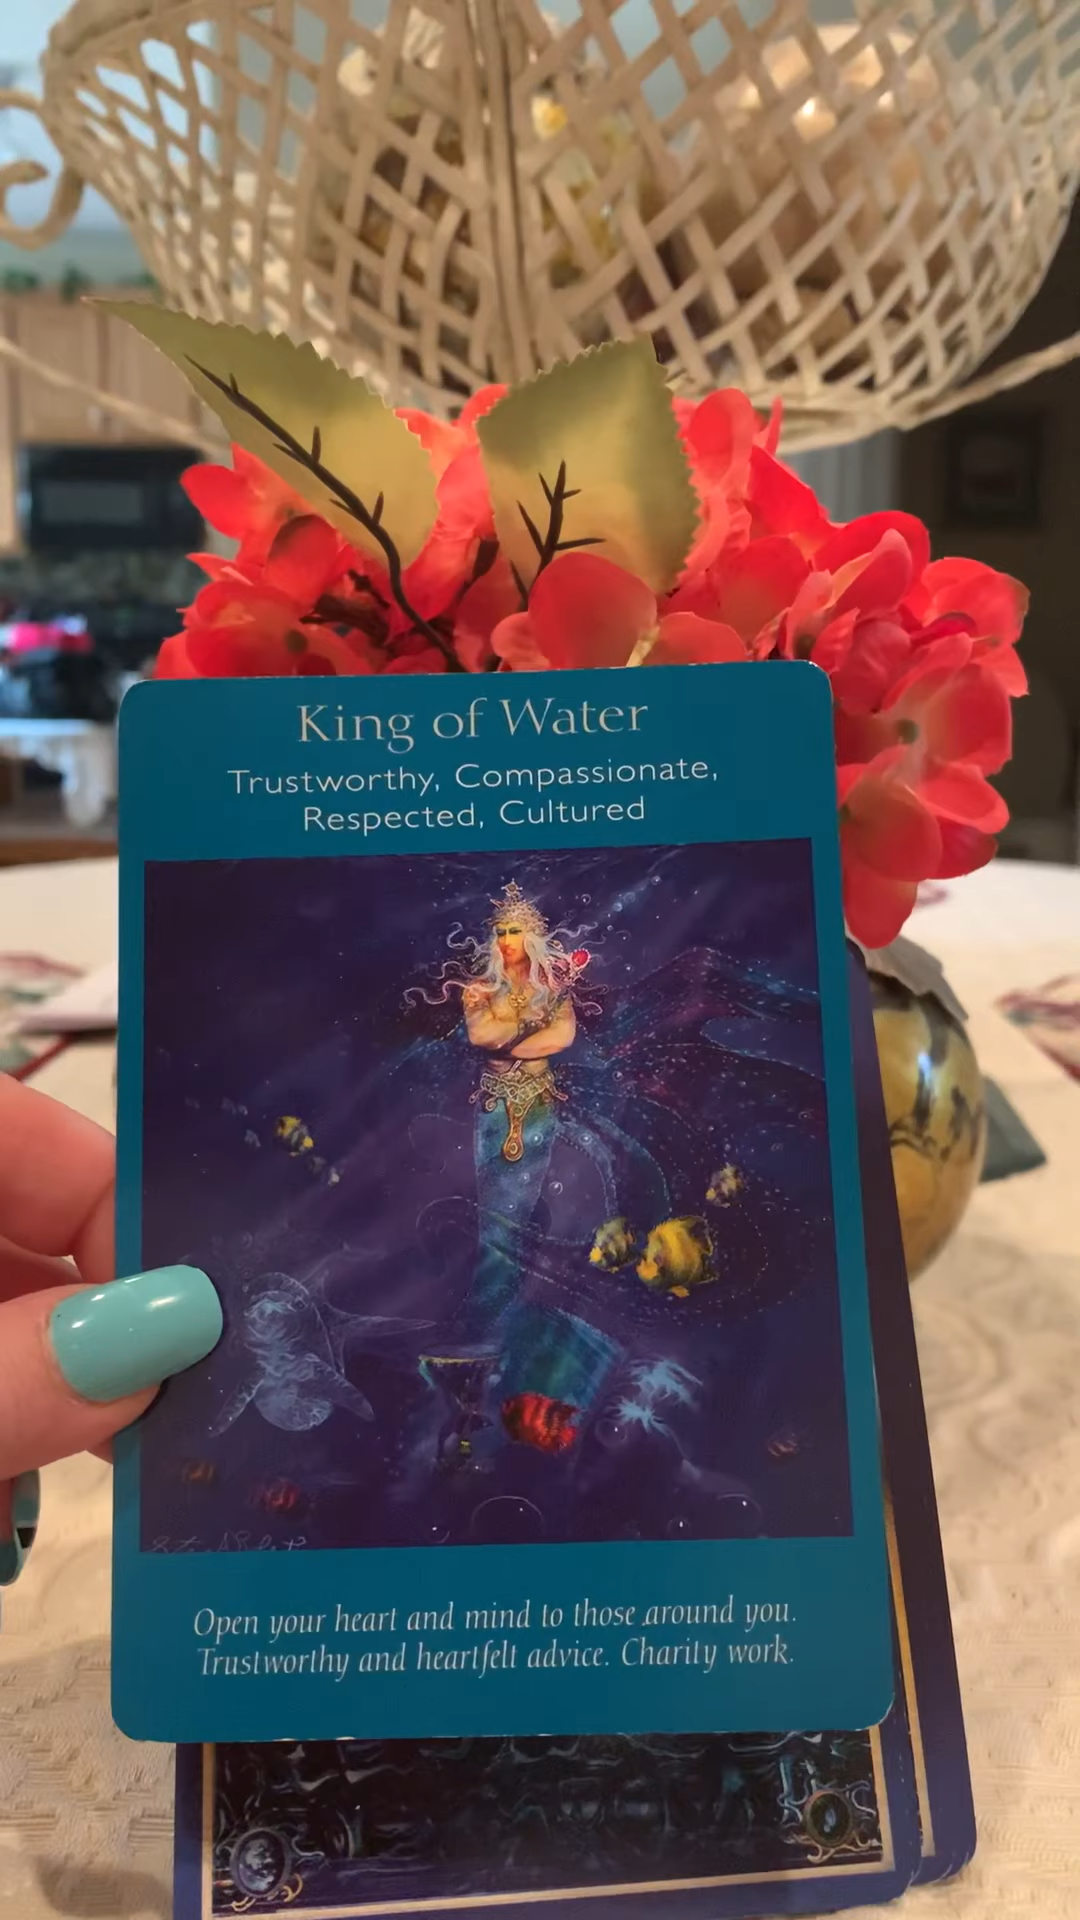 King of Water
Trustworthy, Compassionate,
Respected, Cultured
Open your heart and mind to those around you.
Trustworthy and heartfelt advice. Charity work.